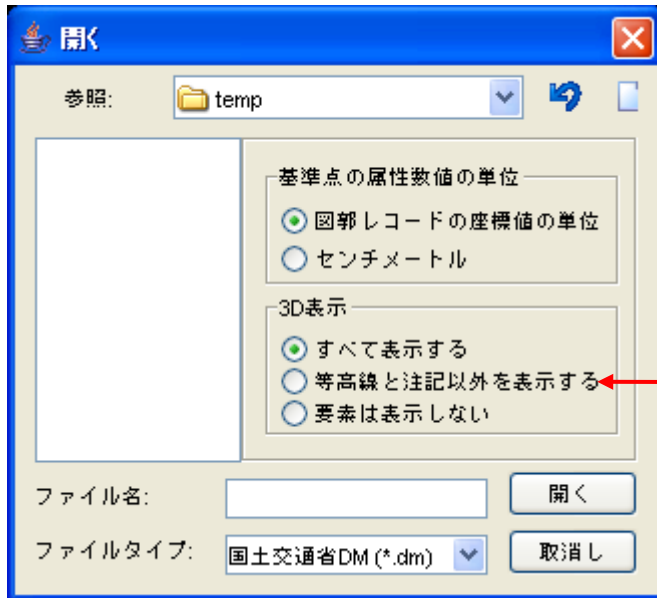 開く
参照: temp
基準点の属性数値の単位
図郭レコードの座標値の単位
センチメートル
3D表示
すべて表示する
等高線と注記以外を表示する
要素は表示しない
ファイル名: 開く
ファイルタイプ: 国土交通省DM (*.dm) 取消し